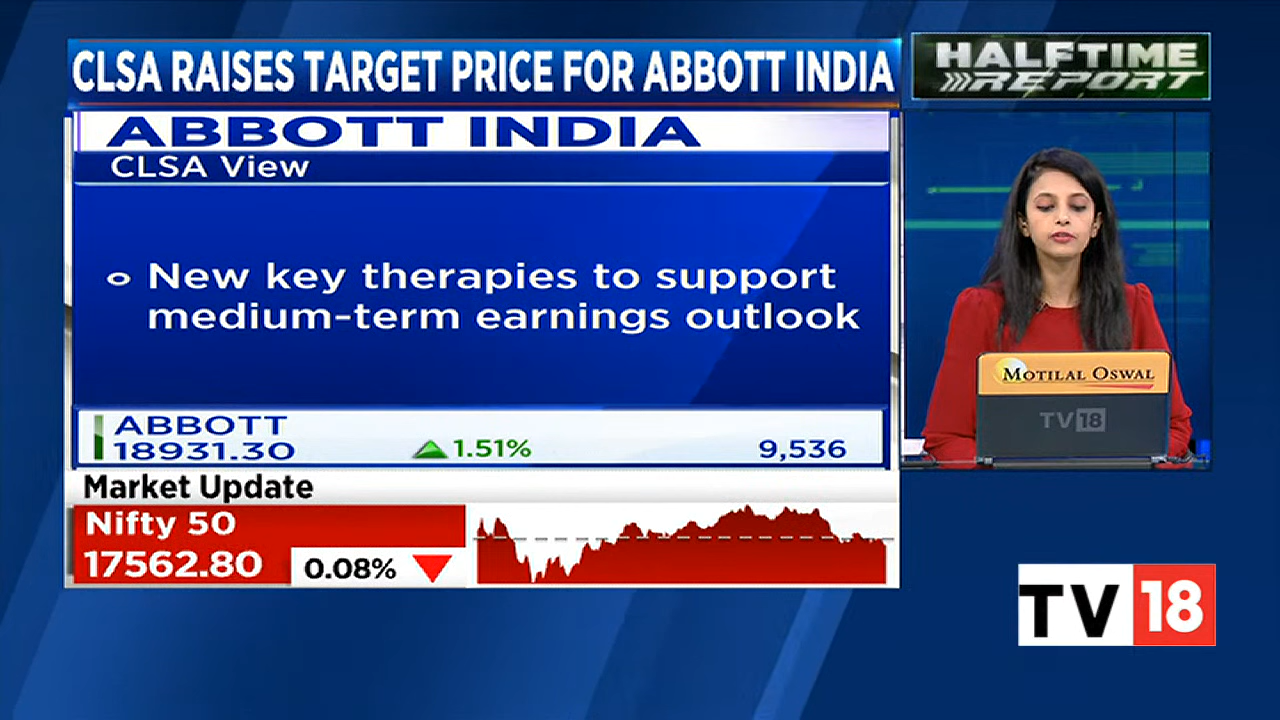 CLSA RAISES TARGET PRICE FOR ABBOTT INDIA
HALFTIME
REPORT
ABBOTT INDIA
CLSA View
New key therapies to support
medium-term earnings outlook
ABBOTT
18931.30
1.51%
9,536
MOTILAL OSWAL
TV18
Market Update
Nifty 50
17562.80
0.08%
TV18